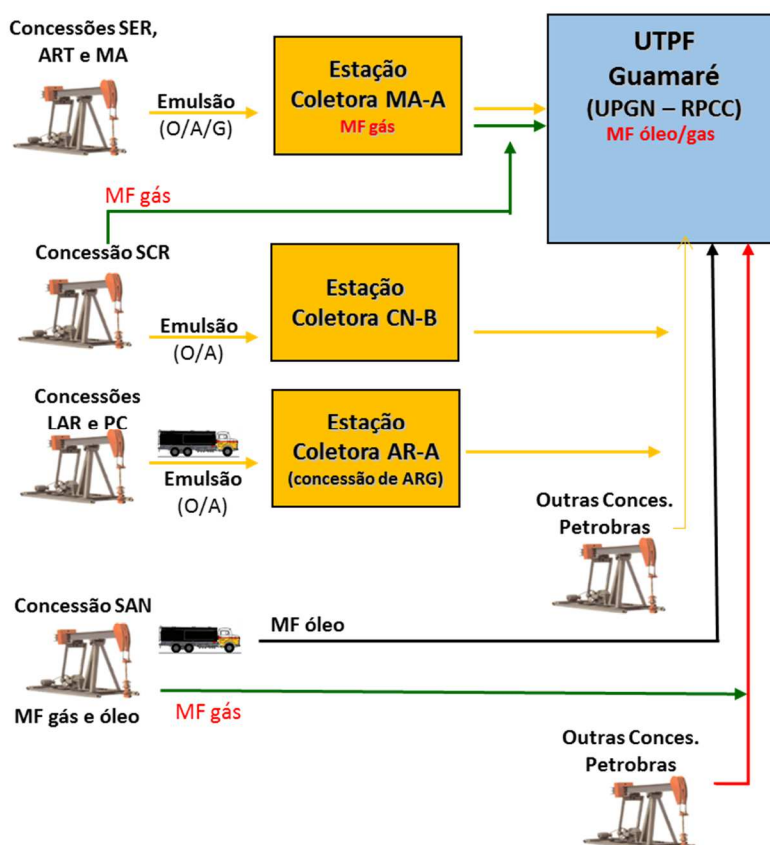 Concessões SER,
ART e MA
Emulsão
(O/A/G)
Estação
Coletora MA-A
MF gás
UTPF
Guamaré
(UPGN – RPCC)
MF óleo/gas
MF gás
Concessão SCR
Emulsão
(O/A)
Estação
Coletora CN-B
Concessões
LAR e PC
Emulsão
(O/A)
Estação
Coletora AR-A
(concessão de ARG)
Outras Conces.
Petrobras
Concessão SAN
MF óleo
MF gás e óleo
MF gás
Outras Conces.
Petrobras